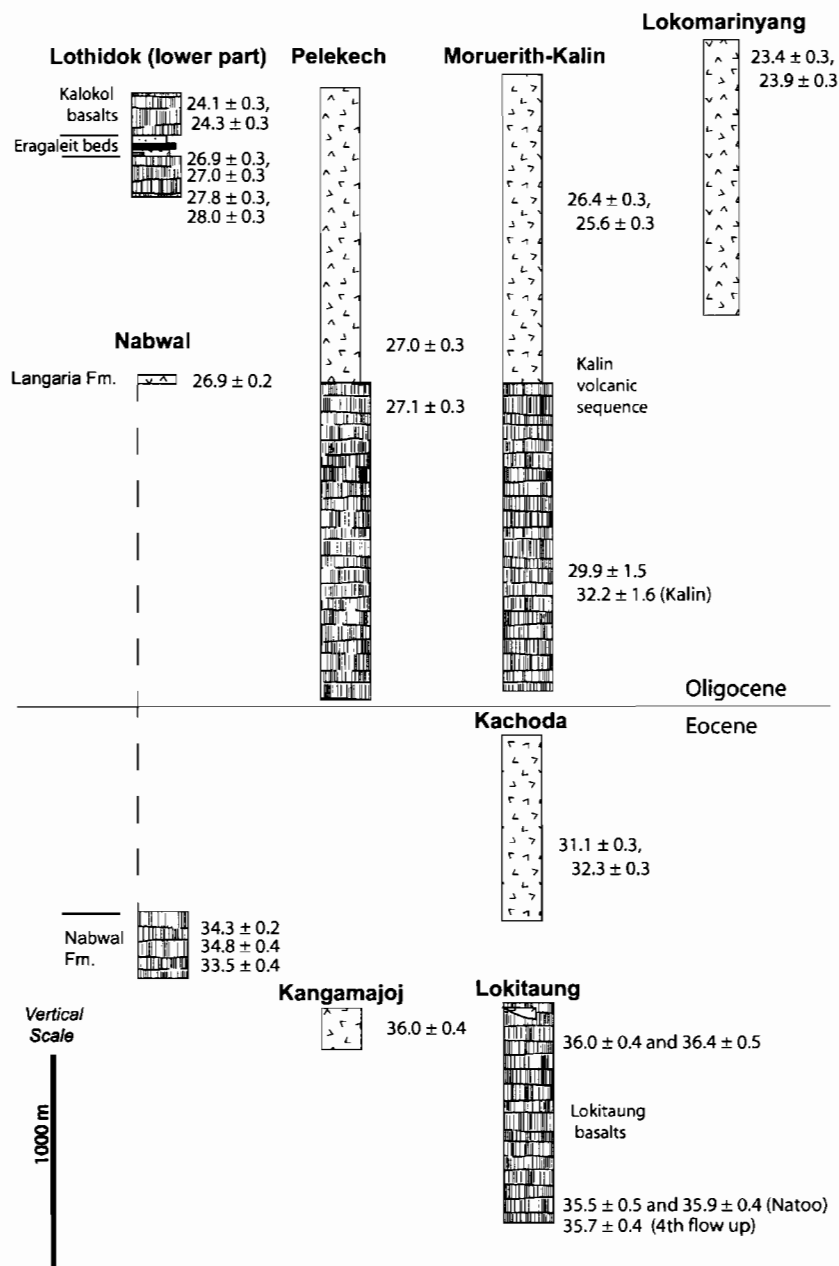 Lokomarinyang
23.4 ± 0.3,
23.9 ± 0.3
Lothidok (lower part)
Kalokol
basalts
24.1 ± 0.3,
24.3 ± 0.3
Eragaleit beds
26.9 ± 0.3,
27.0 ± 0.3
27.8 ± 0.3,
28.0 ± 0.3
Pelekech
27.0 ± 0.3
27.1 ± 0.3
Moruerith-Kalin
26.4 ± 0.3,
25.6 ± 0.3
Kalin
volcanic
sequence
29.9 ± 1.5
32.2 ± 1.6 (Kalin)
Nabwal
Langaria Fm.
26.9 ± 0.2
Oligocene
Eocene
Kachoda
31.1 ± 0.3,
32.3 ± 0.3
Nabwal
Fm.
34.3 ± 0.2
34.8 ± 0.4
33.5 ± 0.4
Kangamajoj
36.0 ± 0.4
Lokitaung
36.0 ± 0.4 and 36.4 ± 0.5
Lokitaung
basalts
35.5 ± 0.5 and 35.9 ± 0.4 (Natoo)
35.7 ± 0.4 (4th flow up)
Vertical
Scale
1000 m